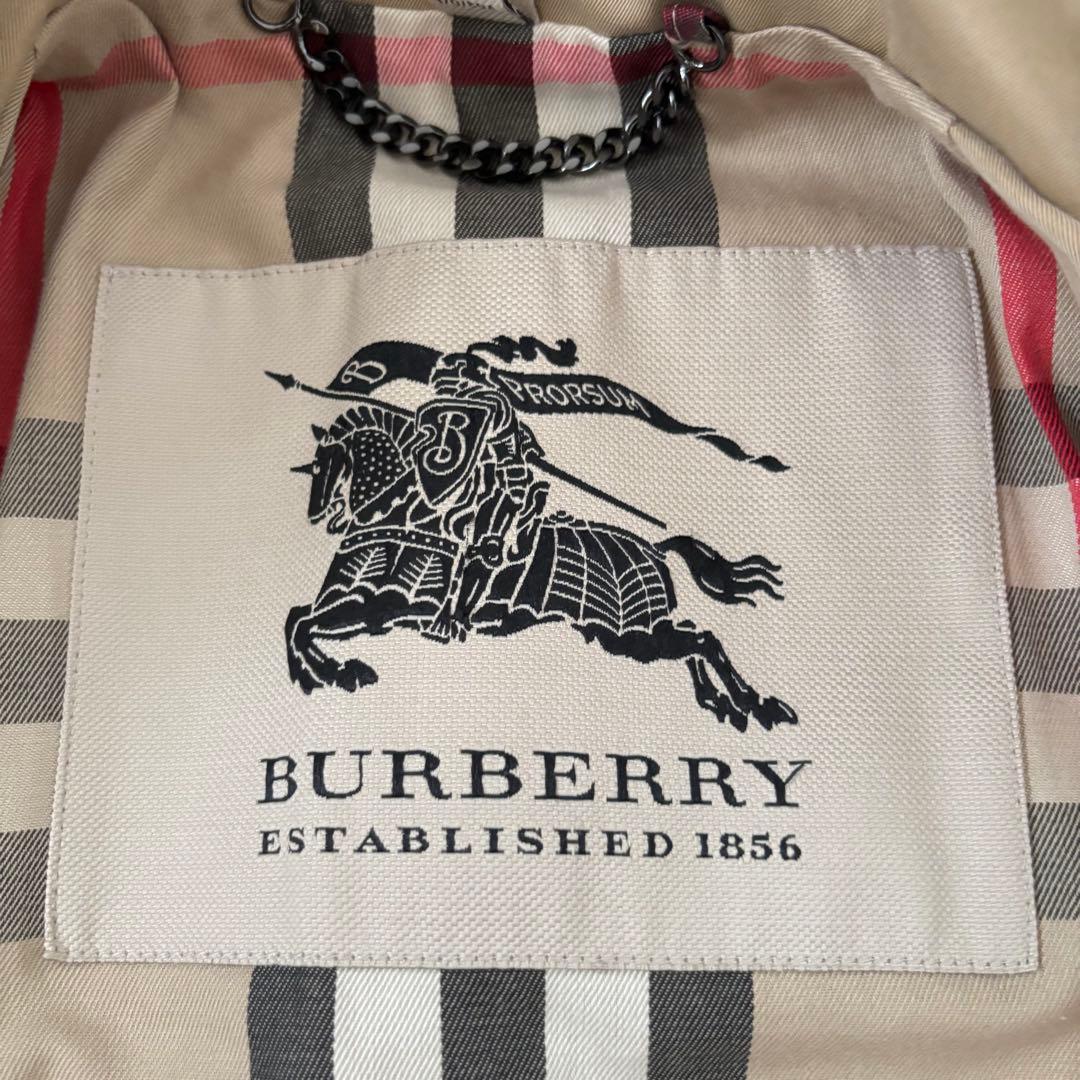 B
PRORSUM
B
BURBERRY
ESTABLISHED 1856